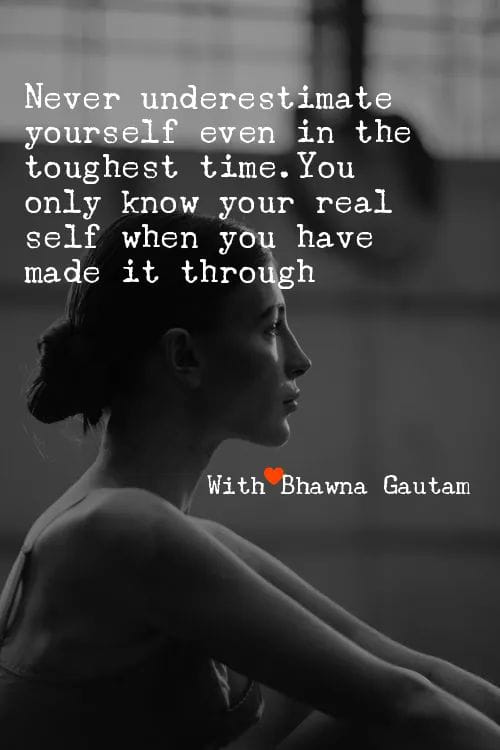 Never underestimate
yourself even in the
toughest time.You
only know your real
self when you have
made it through
With❤Bhawna Gautam